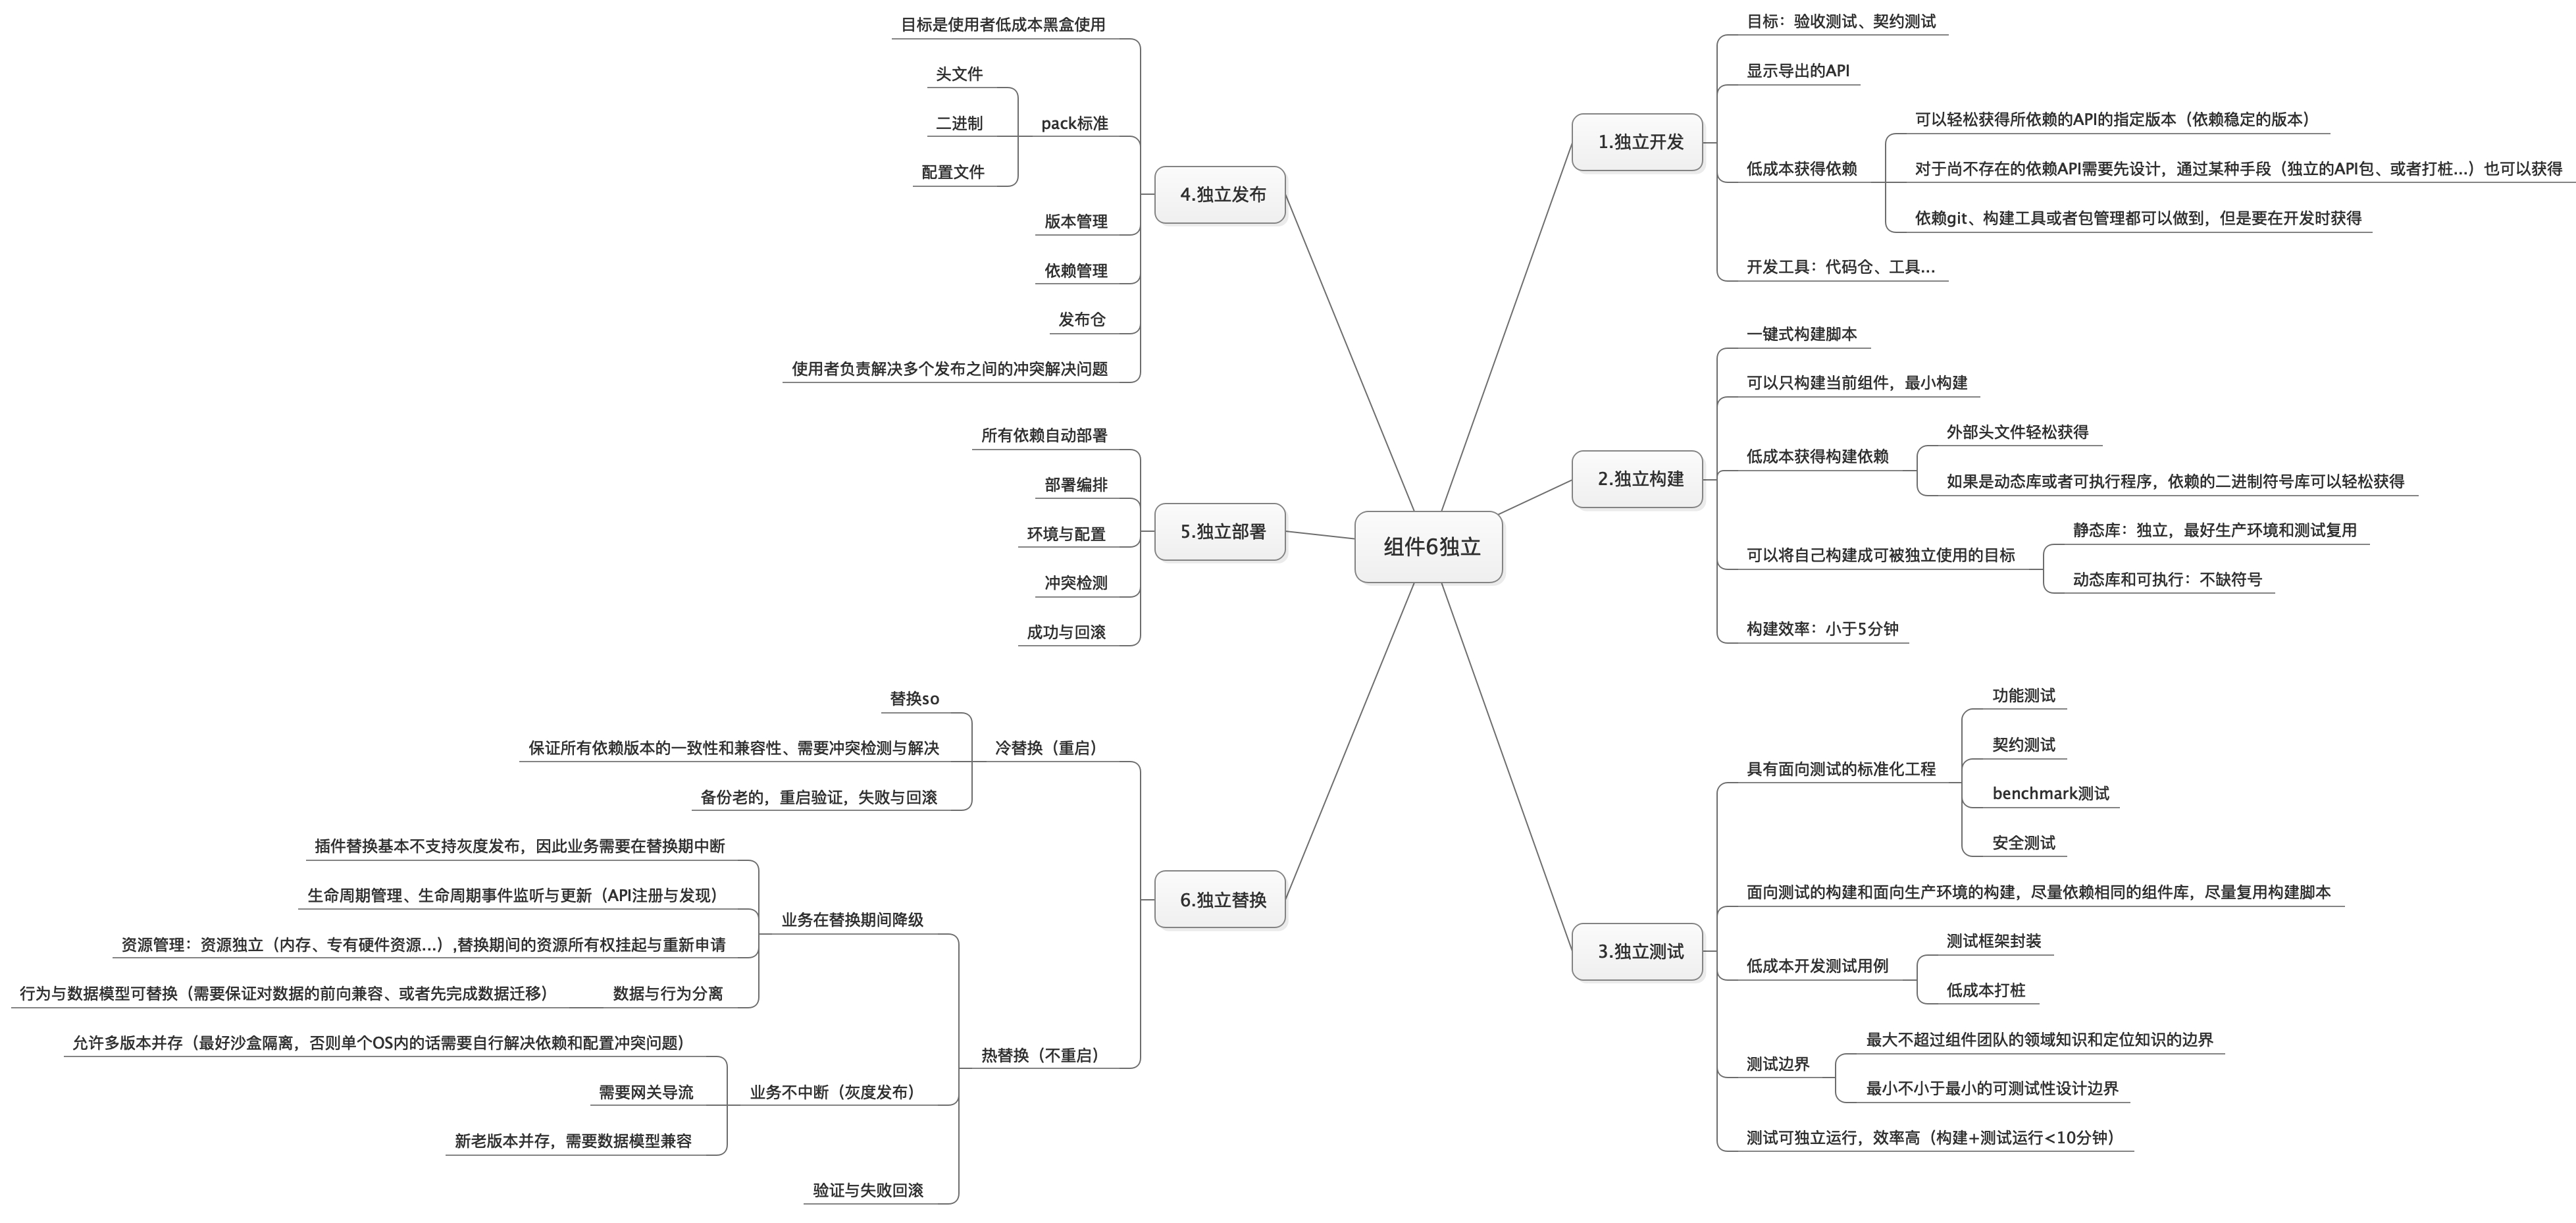 组件6独立
1.独立开发
目标：验收测试、契约测试
显示导出的API
低成本获得依赖
可以轻松获得所依赖的API的指定版本（依赖稳定的版本）
对于尚不存在的依赖API需要先设计，通过某种手段（独立的API包、或者打桩...）也可以获得
依赖git、构建工具或者包管理都可以做到，但是要在开发时获得
开发工具：代码仓、工具...
2.独立构建
一键式构建脚本
可以只构建当前组件，最小构建
低成本获得构建依赖
外部头文件轻松获得
如果是动态库或者可执行程序，依赖的二进制符号库可以轻松获得
可以将自己构建成可被独立使用的目标
静态库：独立，最好生产环境和测试复用
动态库和可执行：不缺符号
构建效率：小于5分钟
3.独立测试
具有面向测试的标准化工程
功能测试
契约测试
benchmark测试
安全测试
面向测试的构建和面向生产环境的构建，尽量依赖相同的组件库，尽量复用构建脚本
低成本开发测试用例
测试框架封装
低成本打桩
测试边界
最大不超过组件团队的领域知识和定位知识的边界
最小不小于最小的可测试性设计边界
测试可独立运行，效率高（构建+测试运行<10分钟）
4.独立发布
目标是使用者低成本黑盒使用
pack标准
头文件
二进制
配置文件
版本管理
依赖管理
发布仓
使用者负责解决多个发布之间的冲突解决问题
5.独立部署
所有依赖自动部署
部署编排
环境与配置
冲突检测
成功与回滚
6.独立替换
冷替换（重启）
替换so
保证所有依赖版本的一致性和兼容性、需要冲突检测与解决
备份老的，重启验证，失败与回滚
热替换（不重启）
业务在替换期间降级
插件替换基本不支持灰度发布，因此业务需要在替换期中断
生命周期管理、生命周期事件监听与更新（API注册与发现）
资源管理：资源独立（内存、专有硬件资源...）,替换期间的资源所有权挂起与重新申请
数据与行为分离
行为与数据模型可替换（需要保证对数据的前向兼容、或者先完成数据迁移）
业务不中断（灰度发布）
允许多版本并存（最好沙盒隔离，否则单个OS内的话需要自行解决依赖和配置冲突问题）
需要网关导流
新老版本并存，需要数据模型兼容
验证与失败回滚